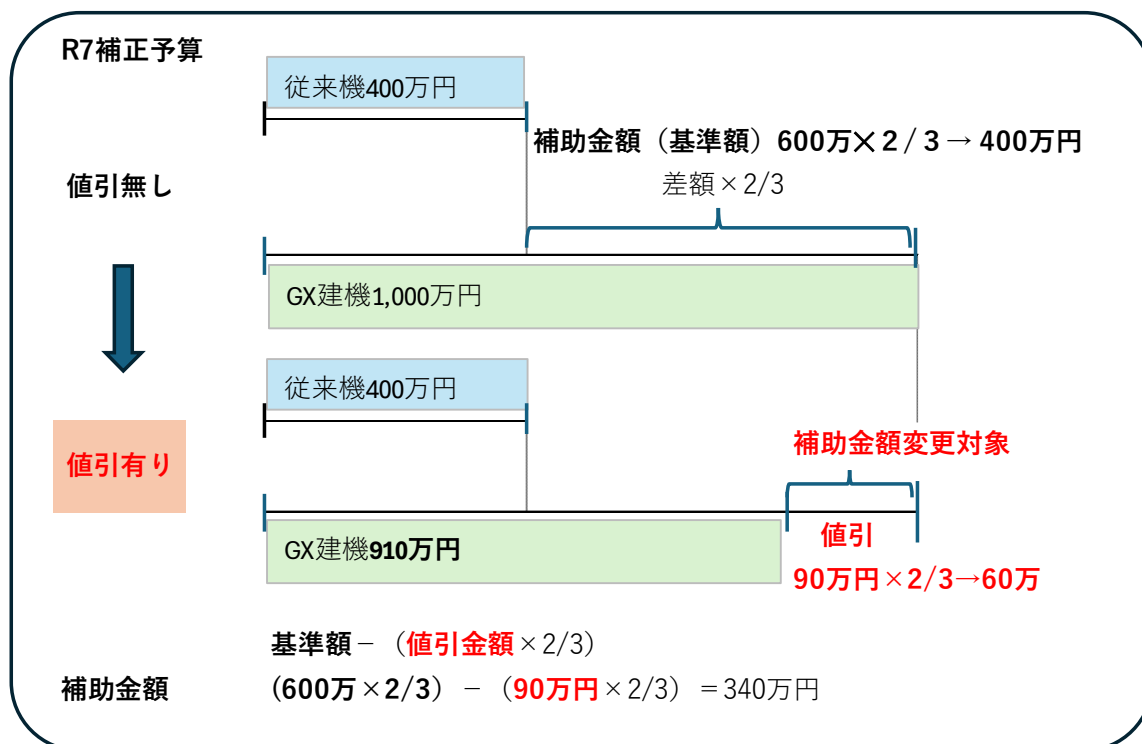 R7補正予算
従来機400万円
補助金額（基準額）600万×２/３→ 400万円
値引無し
差額×2/3
GX建機1,000万円
従来機400万円
補助金額変更対象
値引有り
値引
GX建機910万円
90万円×2/3→60万
基準額－（値引金額×2/3）
補助金額
(600万×2/3）－（90万円×2/3）＝340万円